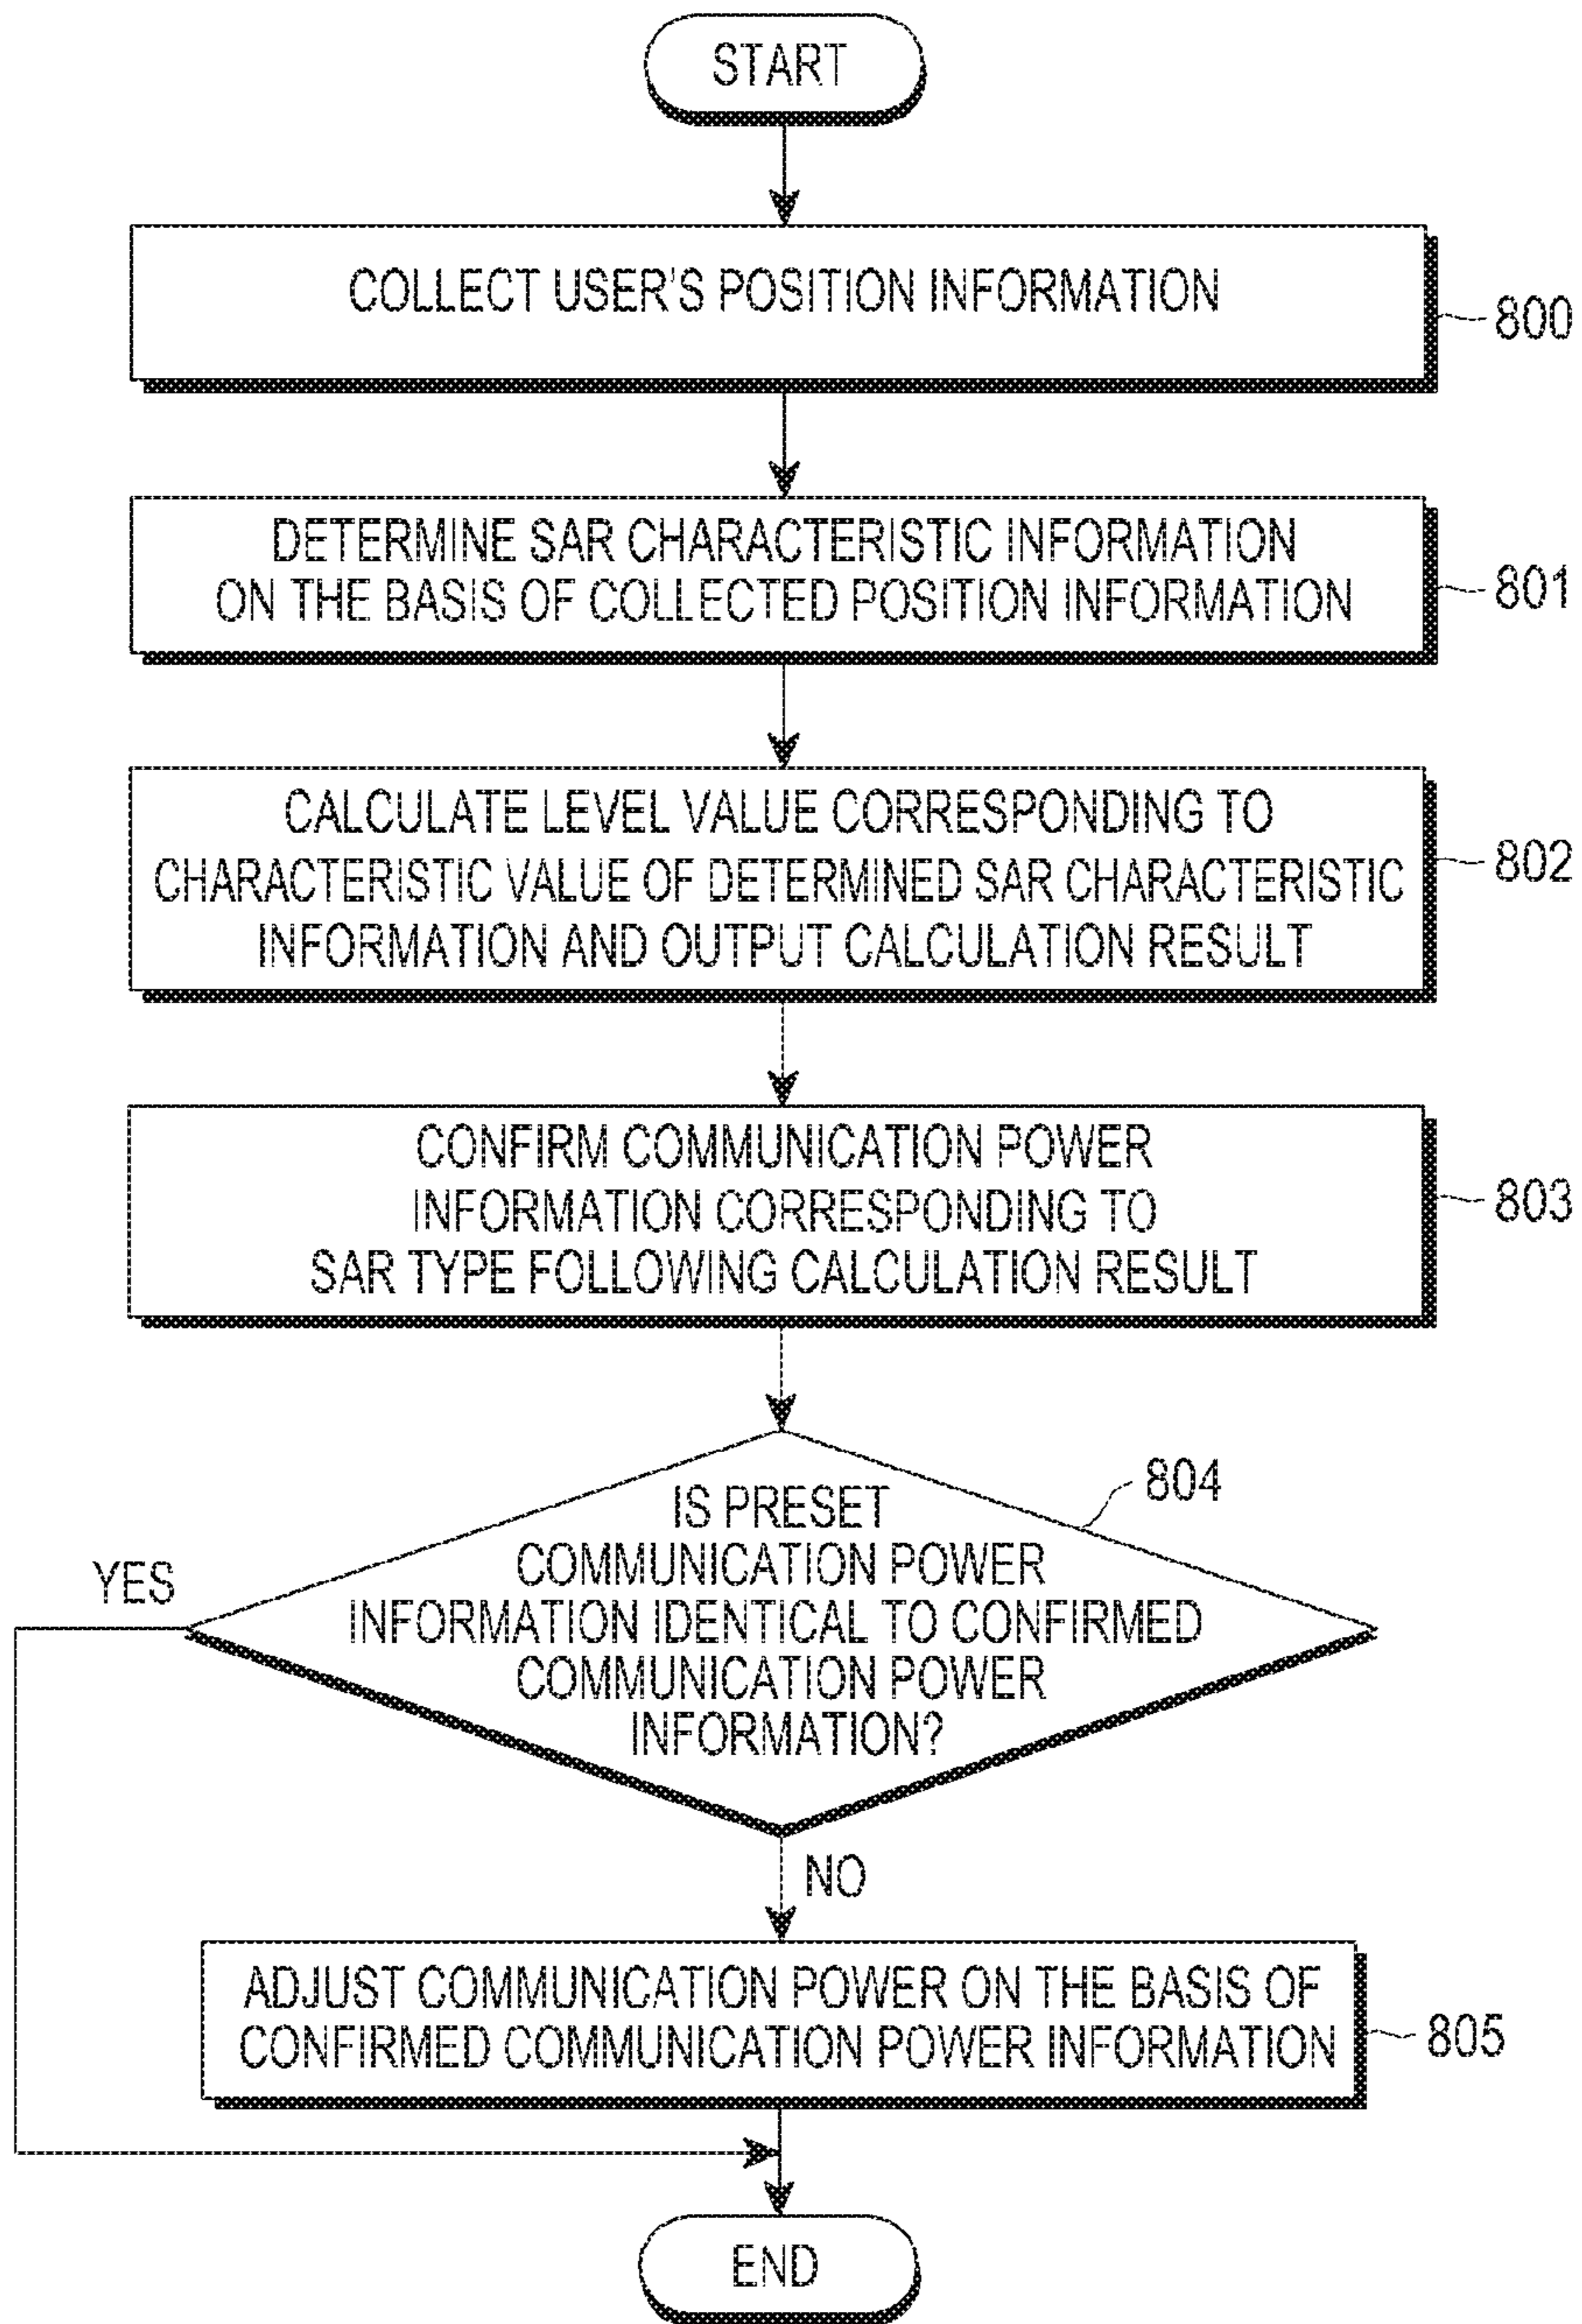 START
COLLECT USER'S POSITION INFORMATION
800
DETERMINE SAR CHARACTERISTIC INFORMATION
ON THE BASIS OF COLLECTED POSITION INFORMATION
801
CALCULATE LEVEL VALUE CORRESPONDING TO
CHARACTERISTIC VALUE OF DETERMINED SAR CHARACTERISTIC
INFORMATION AND OUTPUT CALCULATION RESULT
802
CONFIRM COMMUNICATION POWER
INFORMATION CORRESPONDING TO
SAR TYPE FOLLOWING CALCULATION RESULT
803
804
IS PRESET
COMMUNICATION POWER
INFORMATION IDENTICAL TO CONFIRMED
COMMUNICATION POWER
INFORMATION?
YES
NO
ADJUST COMMUNICATION POWER ON THE BASIS OF
CONFIRMED COMMUNICATION POWER INFORMATION
805
END